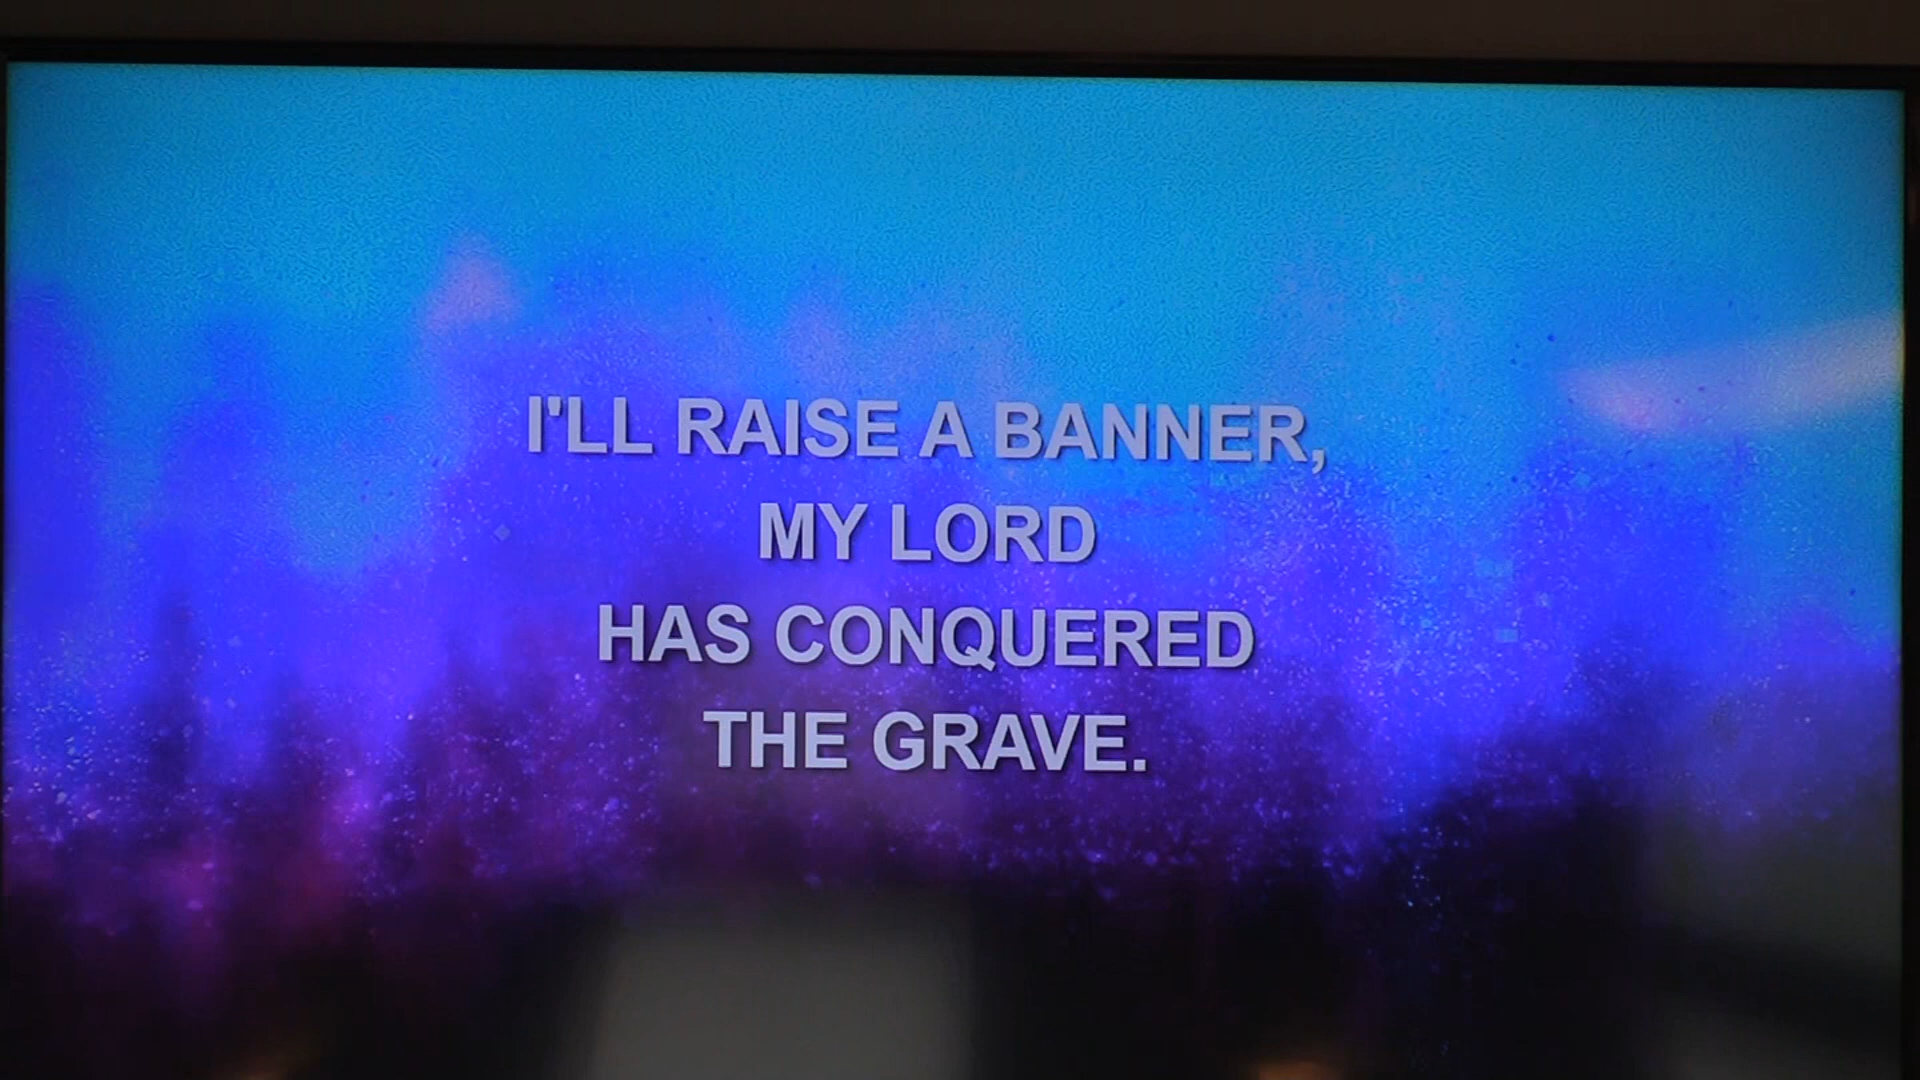 I'LL RAISE A BANNER,
MY LORD
HAS CONQUERED
THE GRAVE.